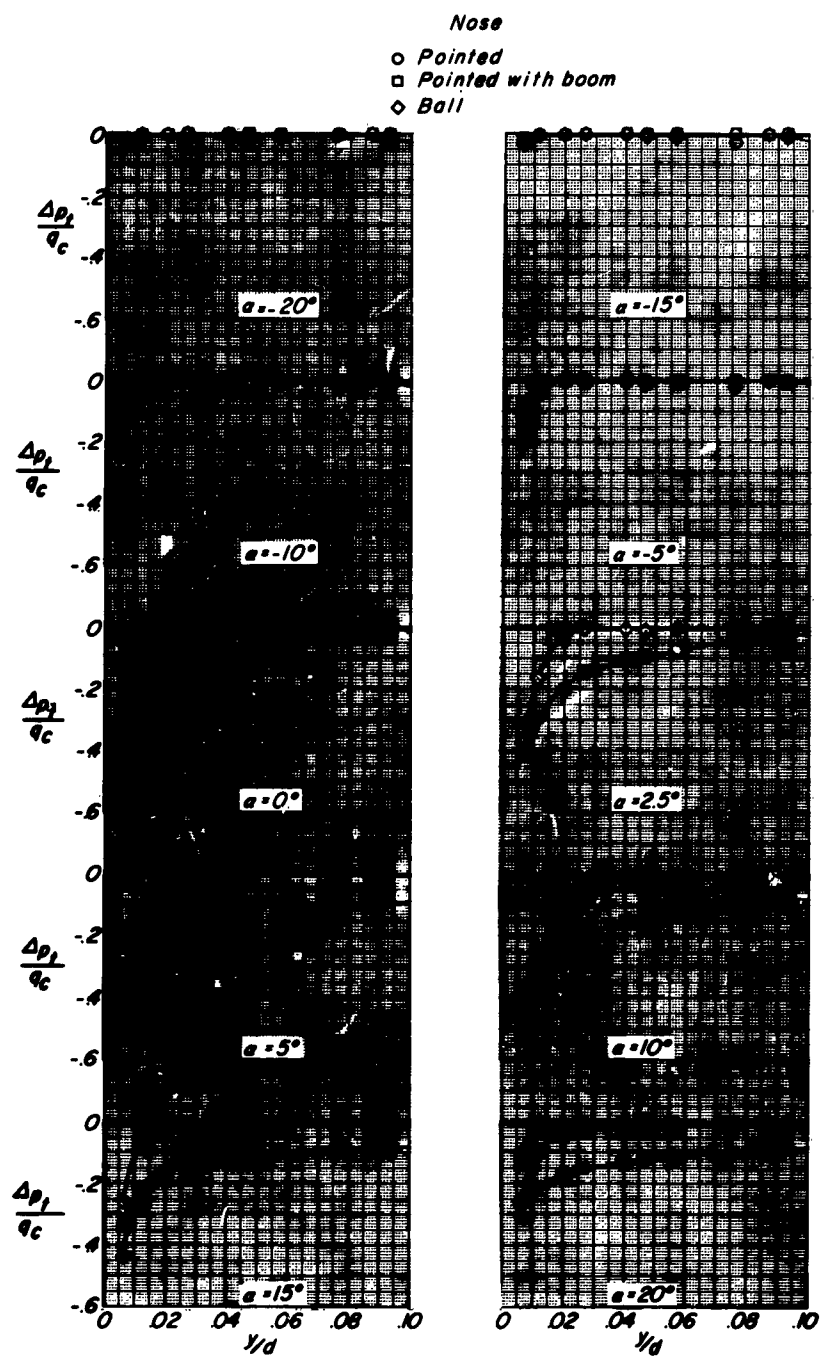 Nose
Pointed
Pointed with boom
Ball
0
-.2
Δp_t/q_c
-.4
-.6
α=-20°
α=-15°
0
-.2
Δp_t/q_c
-.4
-.6
α=-10°
α=-5°
0
-.2
Δp_t/q_c
-.4
-.6
α=0°
α=2.5°
0
-.2
Δp_t/q_c
-.4
-.6
α=5°
α=10°
0
-.2
Δp_t/q_c
-.4
-.6
α=15°
α=20°
0 .02 .04 .06 .08 .10
y/d
0 .02 .04 .06 .08 .10
y/d